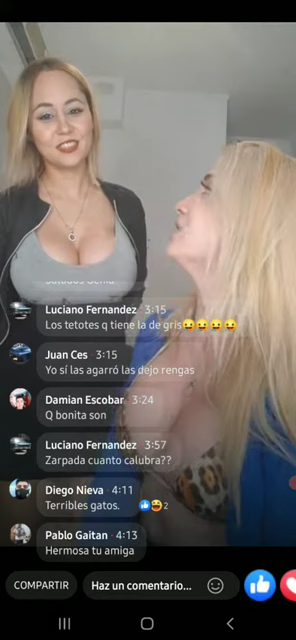 Luciano Fernandez · 3:15
Los tetotes q tiene la de gris😝😝😝😝
Juan Ces · 3:15
Yo sí las agarró las dejo rengas
Damian Escobar · 3:24
Q bonita son
Luciano Fernandez · 3:57
Zarpada cuanto calubra??
Diego Nieva · 4:11
Terribles gatos. 👍😆2
Pablo Gaitan · 4:13
Hermosa tu amiga
COMPARTIR
Haz un comentario...